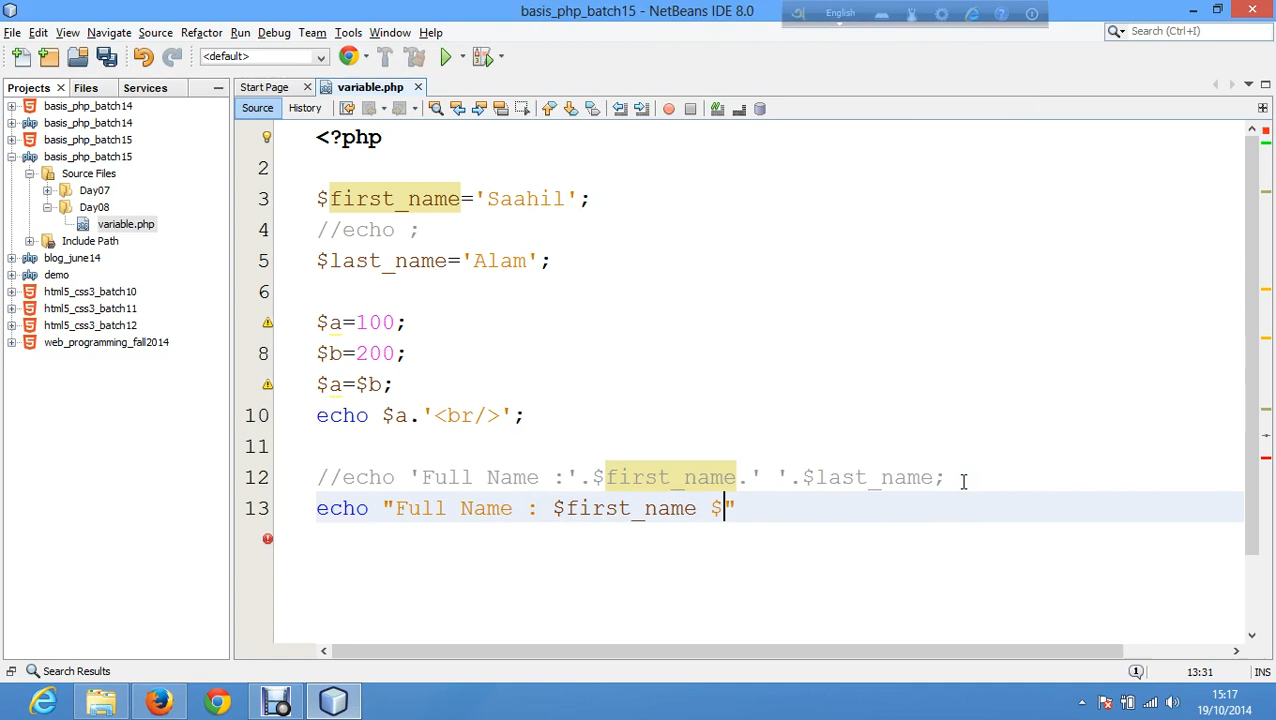 basis_php_batch15 - NetBeans IDE 8.0
English
File Edit View Navigate Source Refactor Run Debug Team Tools Window Help
Search (Ctrl+I)
<default>
Projects Files Services
Start Page variable.php
Source History
basis_php_batch14
basis_php_batch14
basis_php_batch15
basis_php_batch15
Source Files
Day07
Day08
variable.php
Include Path
blog_june14
demo
html5_css3_batch10
html5_css3_batch11
html5_css3_batch12
web_programming_fall2014
<?php
2
3 $first_name='Saahil';
4 //echo ;
5 $last_name='Alam';
6
$a=100;
8 $b=200;
$a=$b;
10 echo $a.'<br/>';
11
12 //echo 'Full Name :'.$first_name.' '.$last_name;
13 echo "Full Name : $first_name $"
Search Results
1
13:31 INS
15:17
19/10/2014